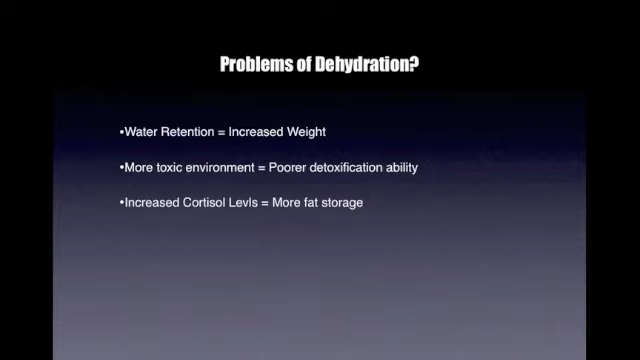 Problems of Dehydration?
•Water Retention = Increased Weight
•More toxic environment = Poorer detoxification ability
•Increased Cortisol Levls = More fat storage